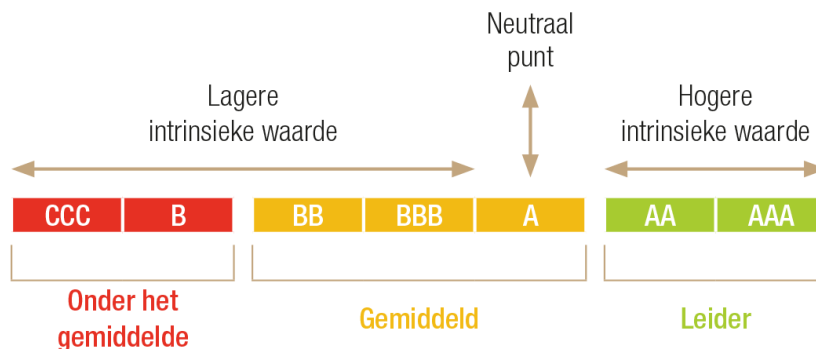 Neutraal
punt
Lagere
intrinsieke waarde
Hogere
intrinsieke waarde
CCC B BB BBB A AA AAA
Onder het
gemiddelde
Gemiddeld
Leider